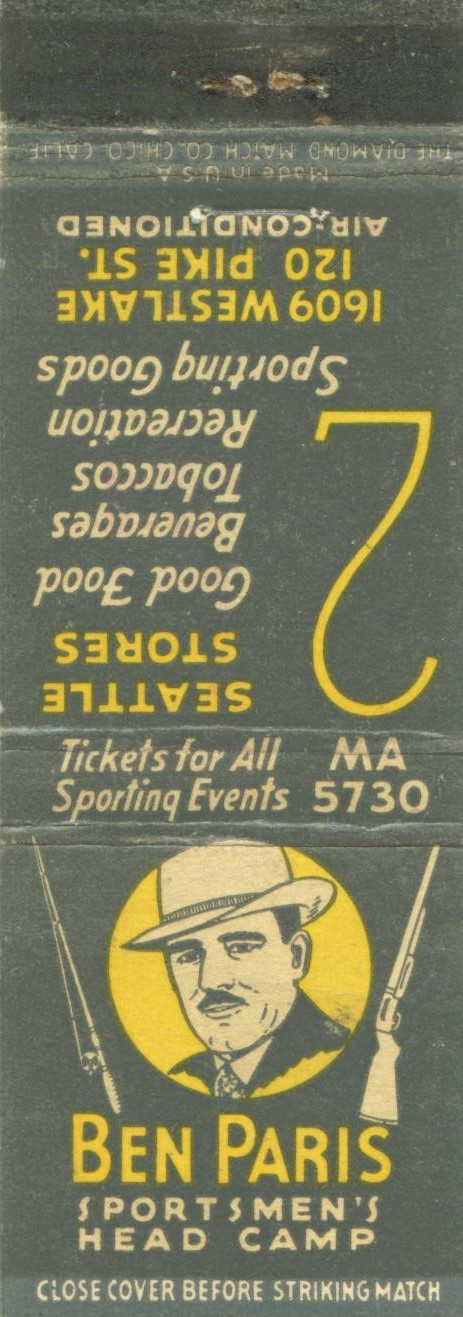 THE DIAMOND MATCH CO. CHICO, CALIF.
Made in U S A
AIR-CONDITIONED
120 PIKE ST.
1609 WESTLAKE
Sporting Goods
Recreation
Tobaccos
Beverages
Good Food
2
STORES
SEATTLE
Tickets for All
Sporting Events
MA
5730
BEN PARIS
SPORTSMEN'S
HEAD CAMP
CLOSE COVER BEFORE STRIKING MATCH